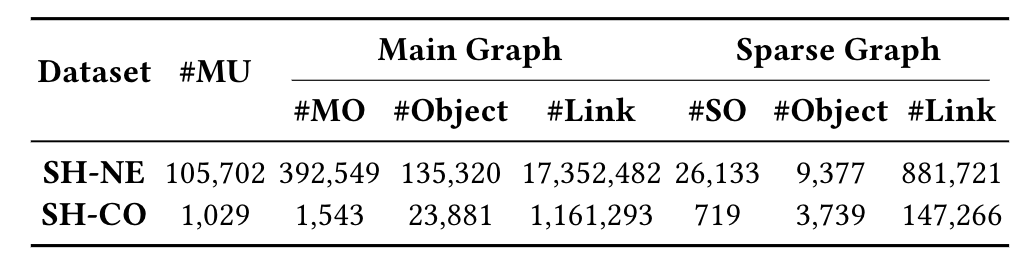 Dataset #MU Main Graph Sparse Graph
#MO #Object #Link #SO #Object #Link
SH-NE 105,702 392,549 135,320 17,352,482 26,133 9,377 881,721
SH-CO 1,029 1,543 23,881 1,161,293 719 3,739 147,266